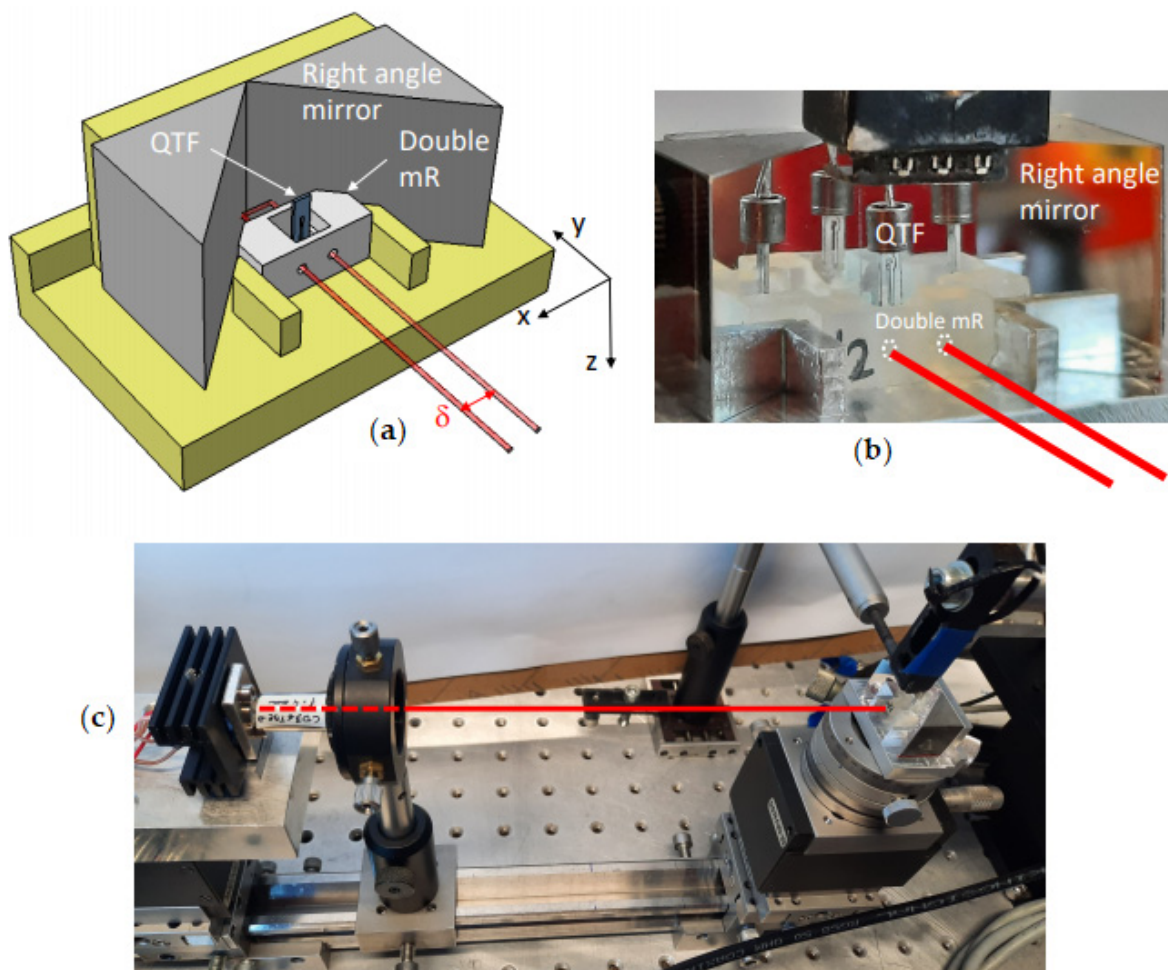 Right angle
mirror
QTF
Double
mR
y
x
z
δ
(a)
Right angle
mirror
QTF
Double mR
'2
(b)
(c)